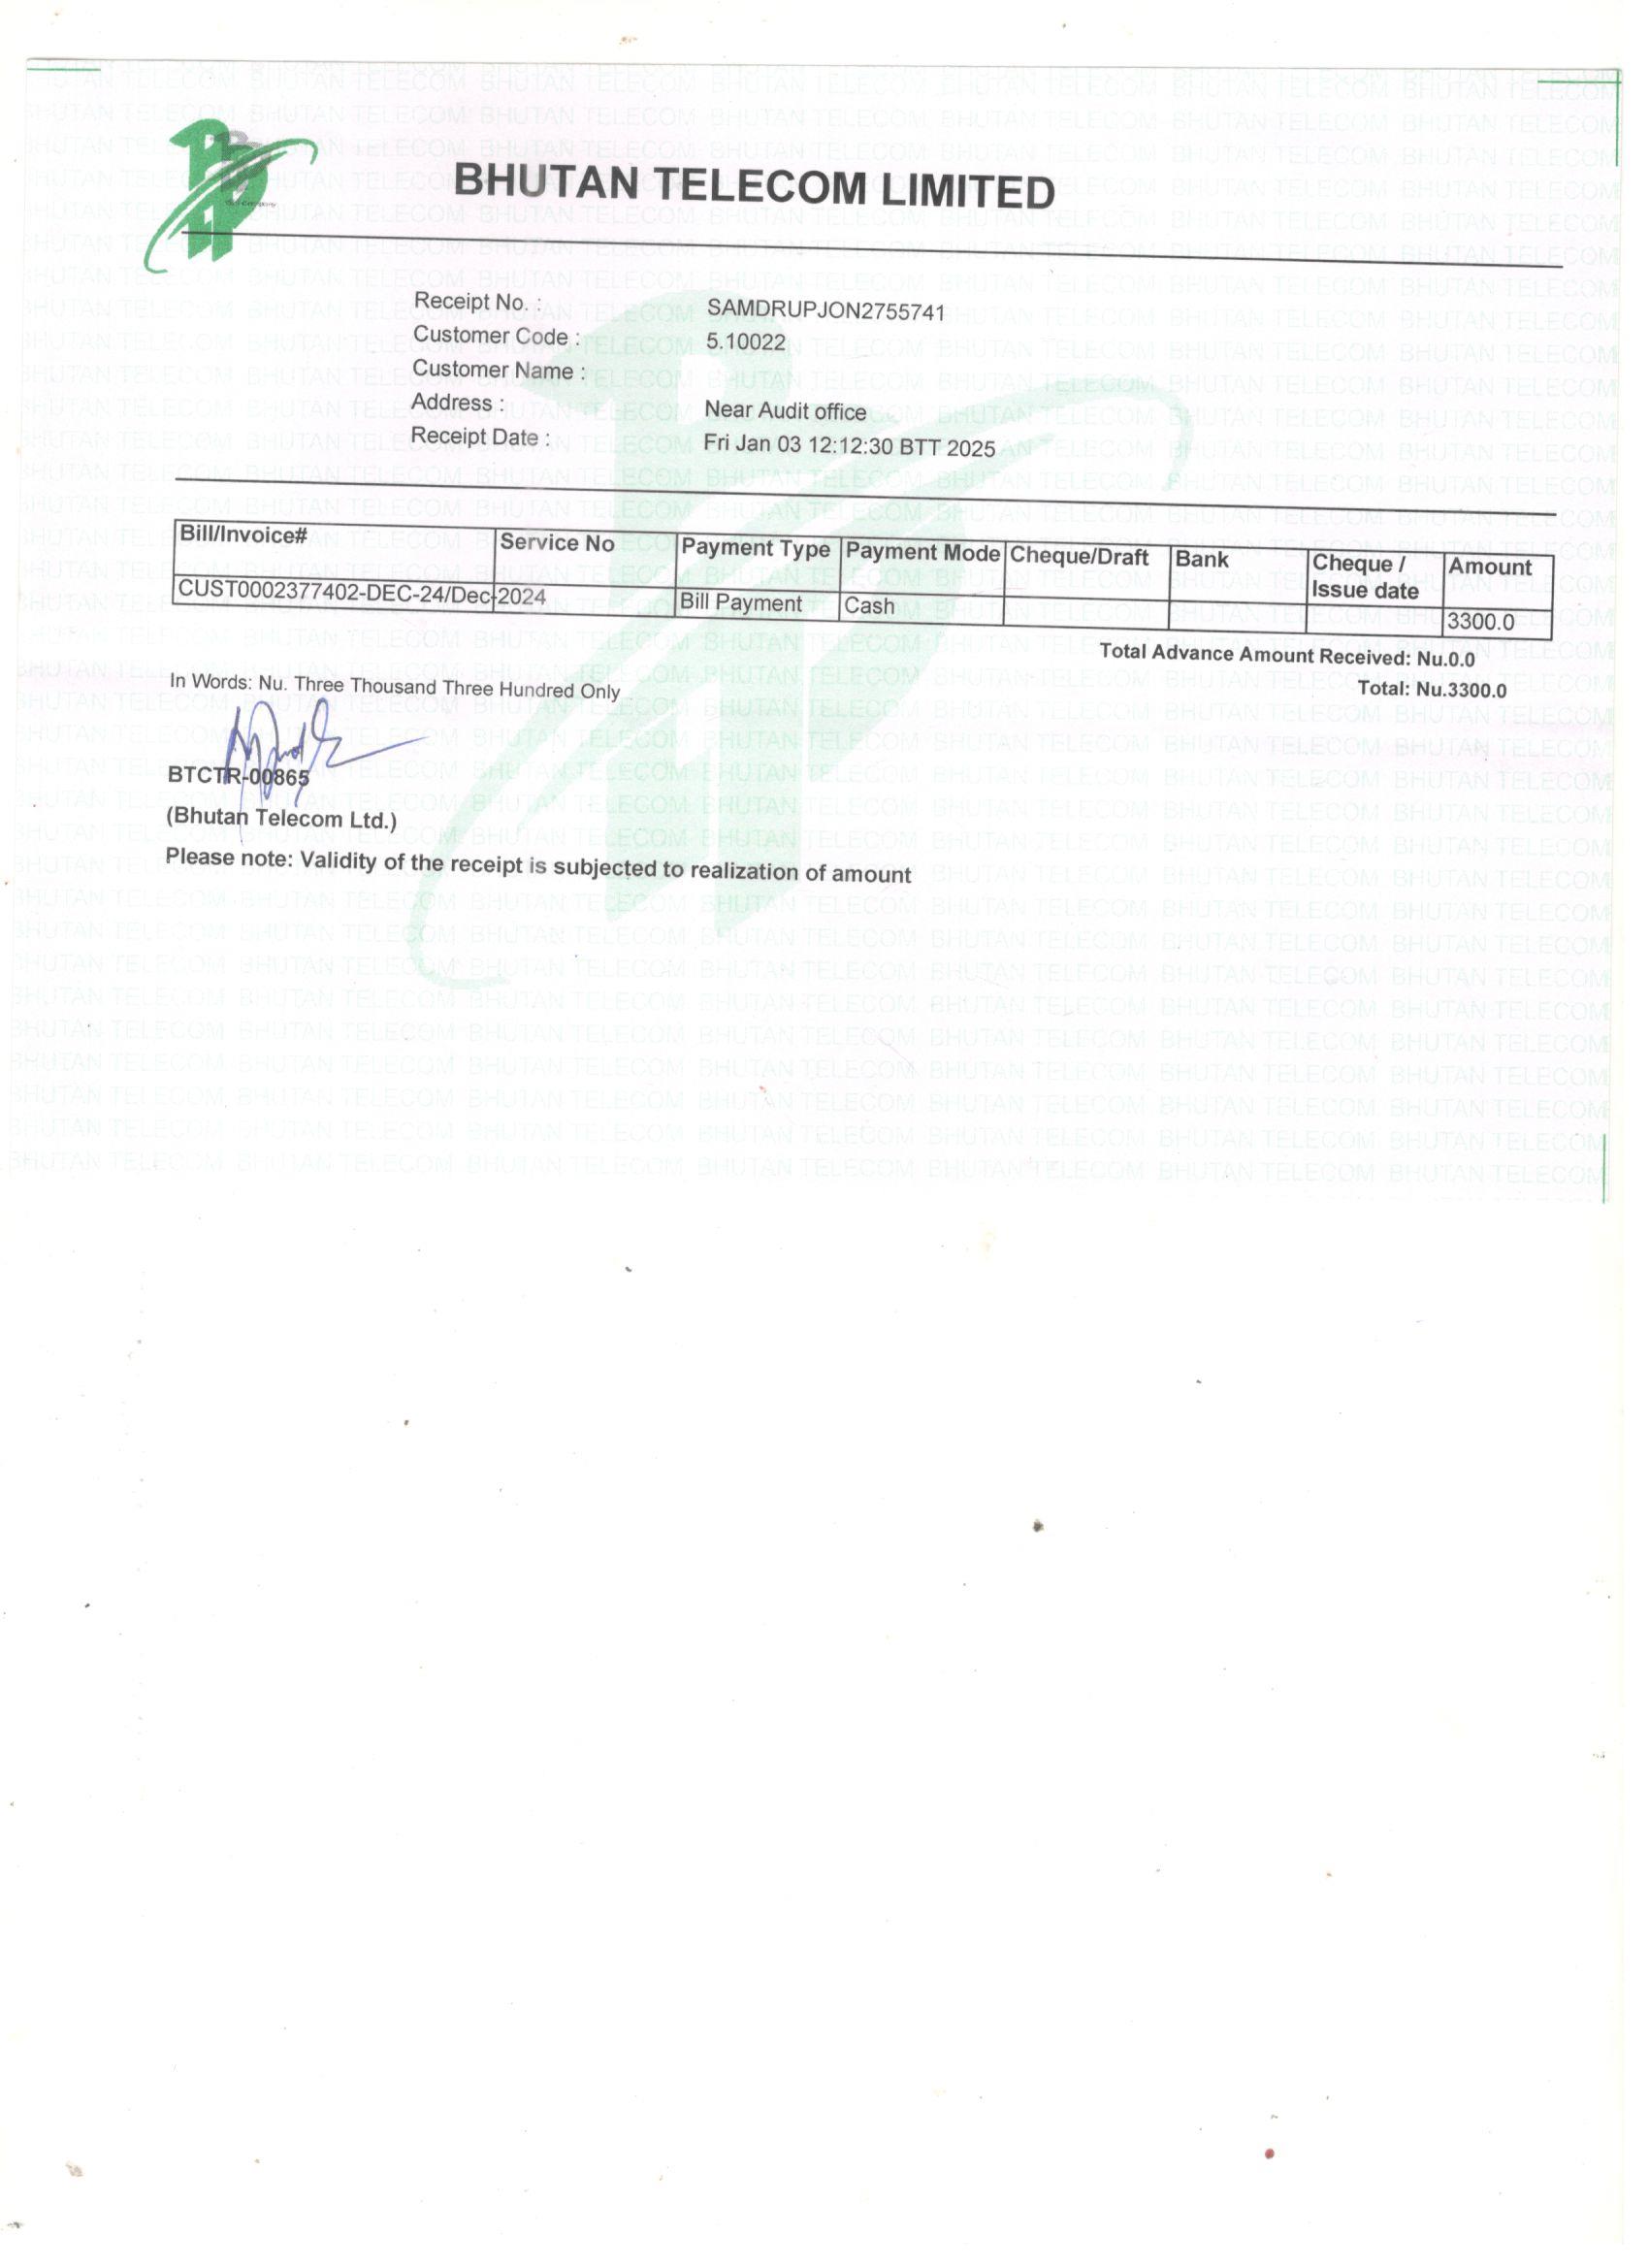 BHUTAN TELECOM LIMITED
Receipt No. : SAMDRUPJON2755741
Customer Code : 5.10022
Customer Name :
Address : Near Audit office
Receipt Date : Fri Jan 03 12:12:30 BTT 2025
Bill/Invoice# Service No Payment Type Payment Mode Cheque/Draft Bank Cheque / Issue date Amount
CUST0002377402-DEC-24/Dec-2024 Bill Payment Cash 3300.0
Total Advance Amount Received: Nu.0.0
In Words: Nu. Three Thousand Three Hundred Only Total: Nu.3300.0
BTCTR-00865
(Bhutan Telecom Ltd.)
Please note: Validity of the receipt is subjected to realization of amount